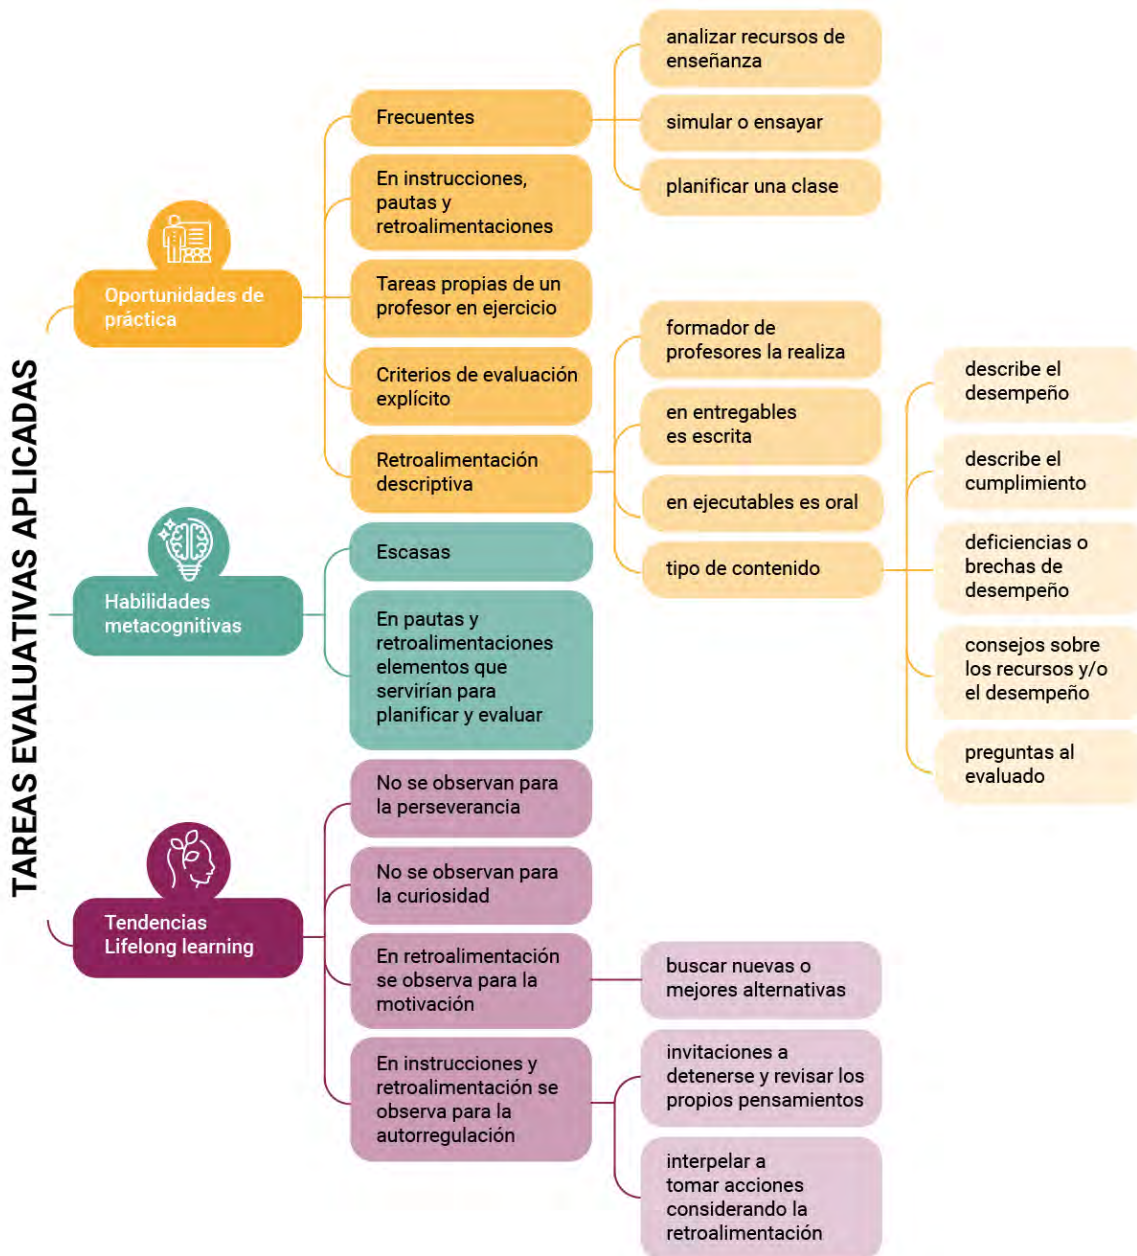 TAREAS EVALUATIVAS APLICADAS
Oportunidades de
práctica
Frecuentes
analizar recursos de
enseñanza
simular o ensayar
planificar una clase
En instrucciones,
pautas y
retroalimentaciones
Tareas propias de un
profesor en ejercicio
Criterios de evaluación
explícito
Retroalimentación
descriptiva
formador de
profesores la realiza
en entregables
es escrita
en ejecutables es oral
tipo de contenido
describe el
desempeño
describe el
cumplimiento
deficiencias o
brechas de
desempeño
consejos sobre
los recursos y/o
el desempeño
preguntas al
evaluado
Habilidades
metacognitivas
Escasas
En pautas y
retroalimentaciones
elementos que
servirían para
planificar y evaluar
Tendencias
Lifelong learning
No se observan para
la perseverancia
No se observan para
la curiosidad
En retroalimentación
se observa para la
motivación
buscar nuevas o
mejores alternativas
En instrucciones y
retroalimentación se
observa para la
autorregulación
invitaciones a
detenerse y revisar los
propios pensamientos
interpelar a
tomar acciones
considerando la
retroalimentación